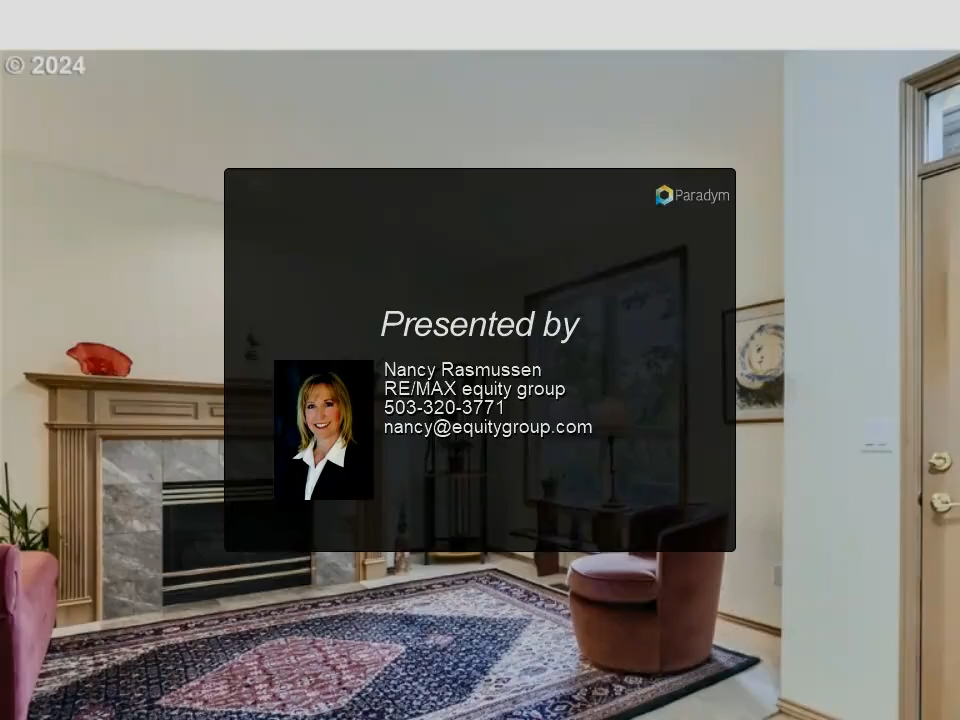 © 2024
Paradym
Presented by
Nancy Rasmussen
RE/MAX equity group
503-320-3771
nancy@equitygroup.com